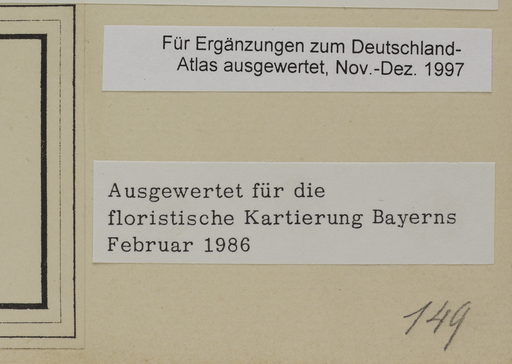 Für Ergänzungen zum Deutschland-
Atlas ausgewertet, Nov.-Dez. 1997
Ausgewertet für die
floristische Kartierung Bayerns
Februar 1986
149